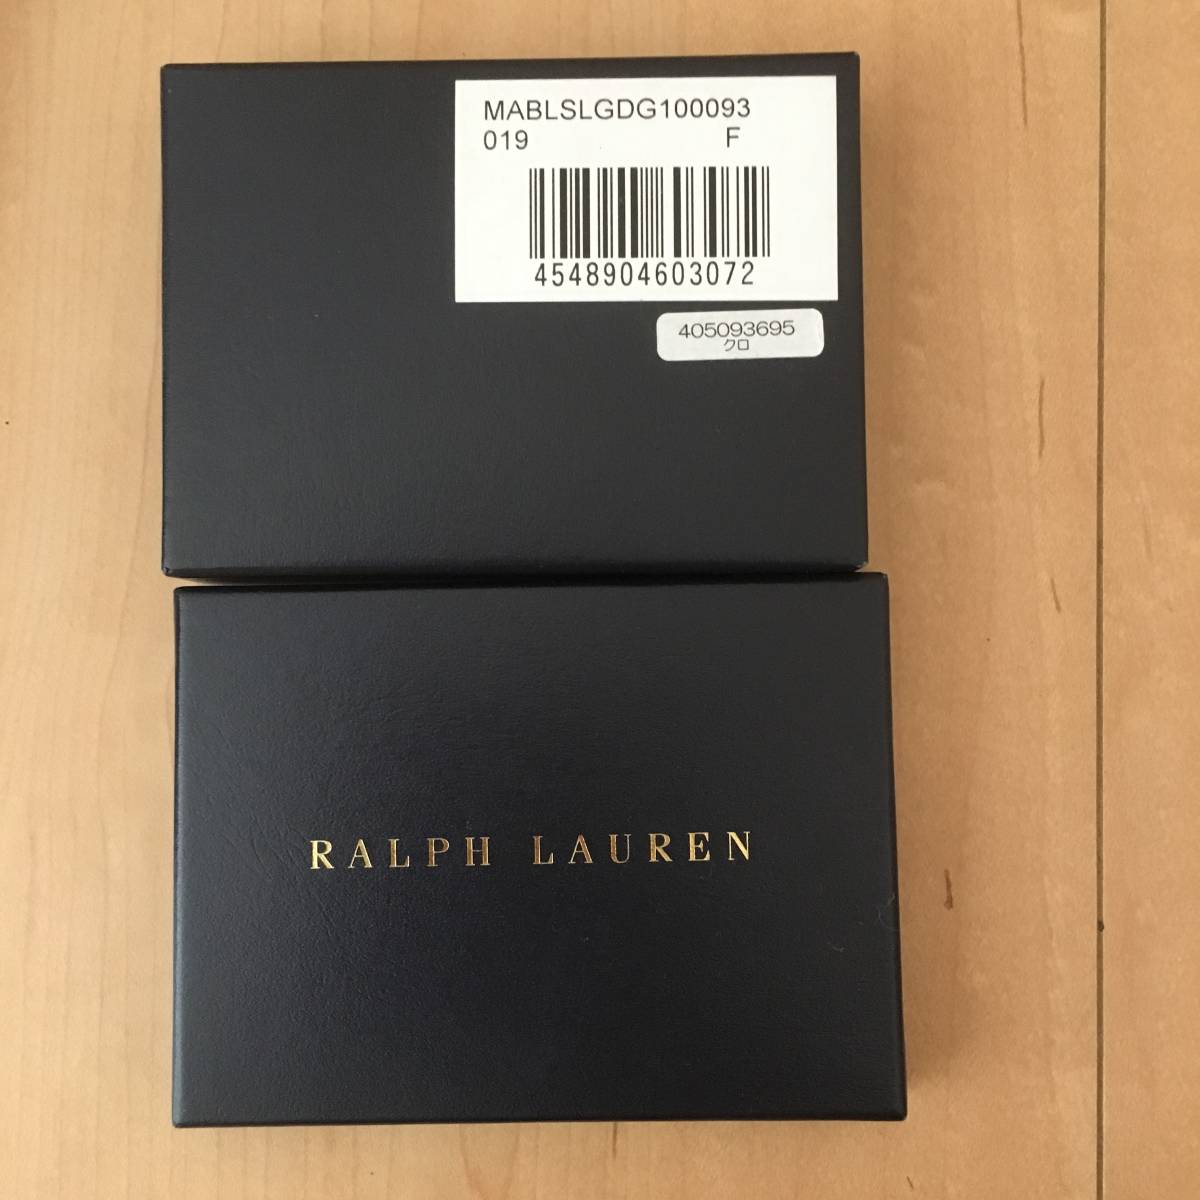 MABLSLGDG100093
019 F
4548904603072
405093695
クロ
RALPH LAUREN